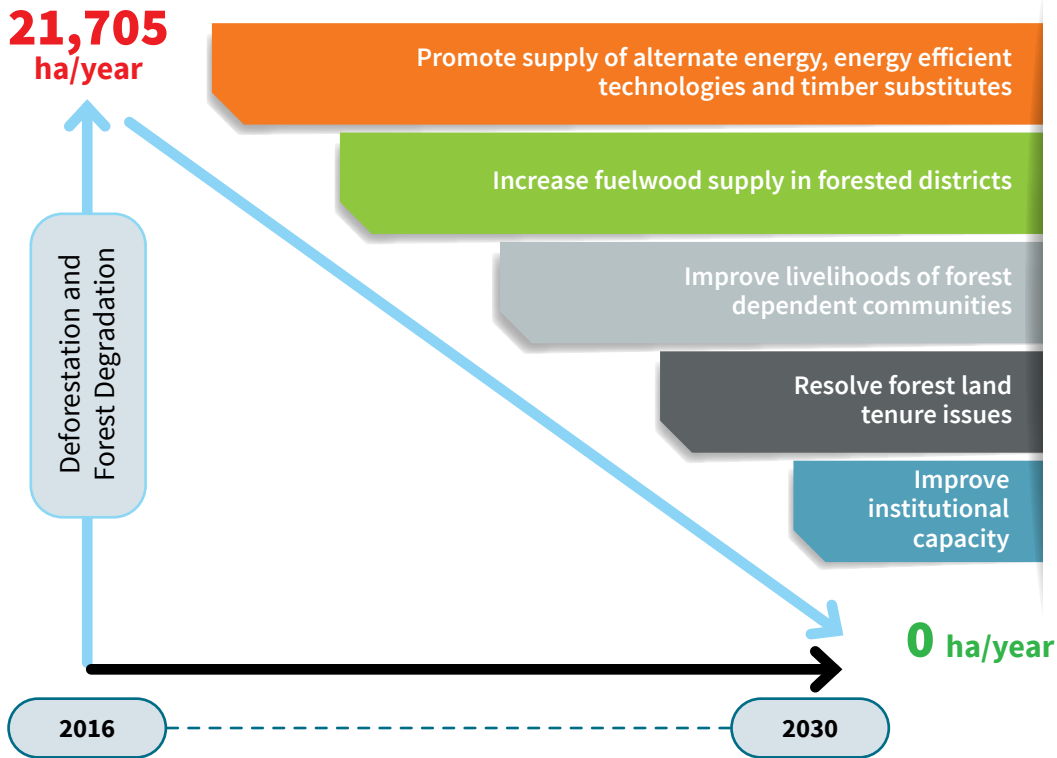 21,705
ha/year
Promote supply of alternate energy, energy efficient
technologies and timber substitutes
Increase fuelwood supply in forested districts
Improve livelihoods of forest
dependent communities
Resolve forest land
tenure issues
Improve
institutional
capacity
Deforestation and
Forest Degradation
0 ha/year
2016
2030